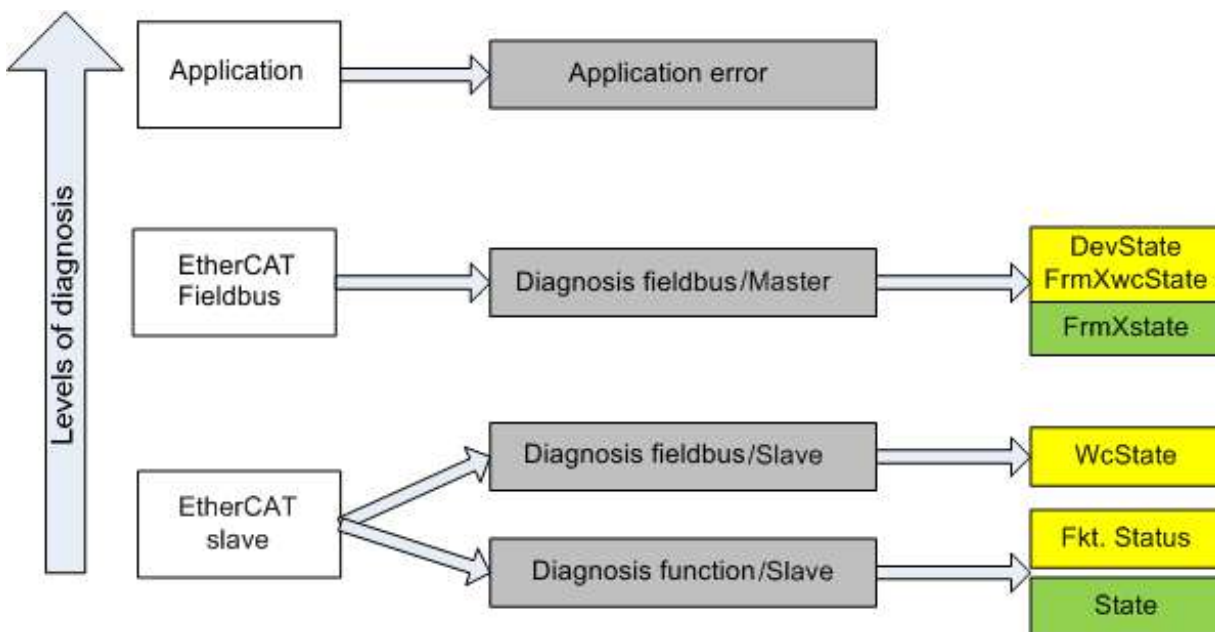 Levels of diagnosis
Application
Application error
EtherCAT
Fieldbus
Diagnosis fieldbus/Master
DevState
FrmXwcState
FrmXstate
EtherCAT
slave
Diagnosis fieldbus/Slave
WcState
Diagnosis function/Slave
Fkt. Status
State